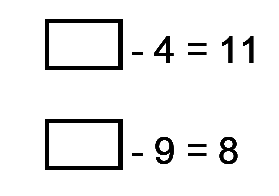 - 4 = 11
- 9 = 8